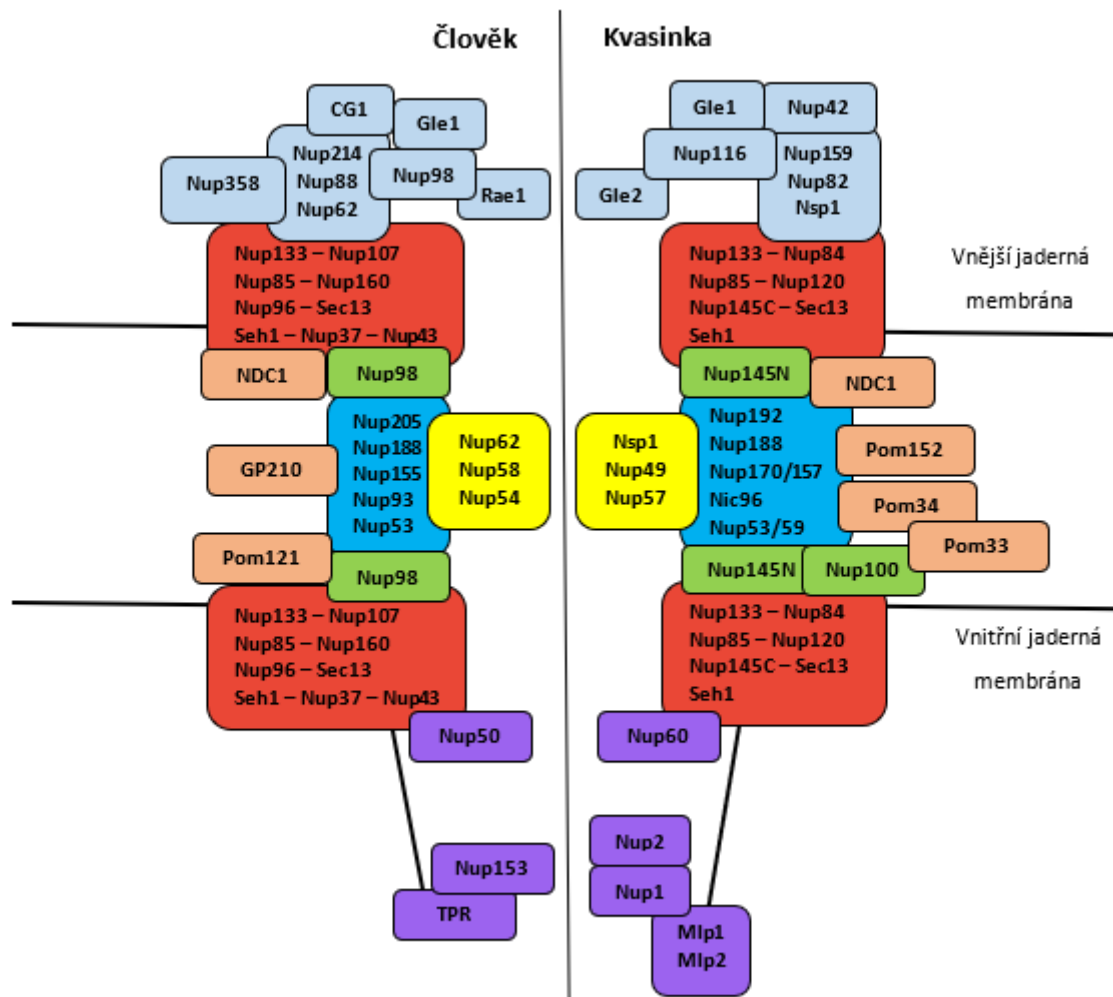 Člověk
Kvasinka
CG1
Gle1
Nup214
Nup88
Nup62
Nup358
Nup98
Rae1
Nup133 – Nup107
Nup85 – Nup160
Nup96 – Sec13
Seh1 – Nup37 – Nup43
NDC1
Nup98
Nup205
Nup188
Nup155
Nup93
Nup53
Nup62
Nup58
Nup54
GP210
Pom121
Nup98
Nup133 – Nup107
Nup85 – Nup160
Nup96 – Sec13
Seh1 – Nup37 – Nup43
Nup50
Nup153
TPR
Gle1
Nup42
Nup116
Nup159
Nup82
Nsp1
Gle2
Nup133 – Nup84
Nup85 – Nup120
Nup145C – Sec13
Seh1
Vnější jaderná
membrána
Nup145N
NDC1
Nsp1
Nup49
Nup57
Nup192
Nup188
Nup170/157
Nic96
Nup53/59
Pom152
Pom34
Pom33
Nup145N
Nup100
Nup133 – Nup84
Nup85 – Nup120
Nup145C – Sec13
Seh1
Vnitřní jaderná
membrána
Nup60
Nup2
Nup1
Mlp1
Mlp2